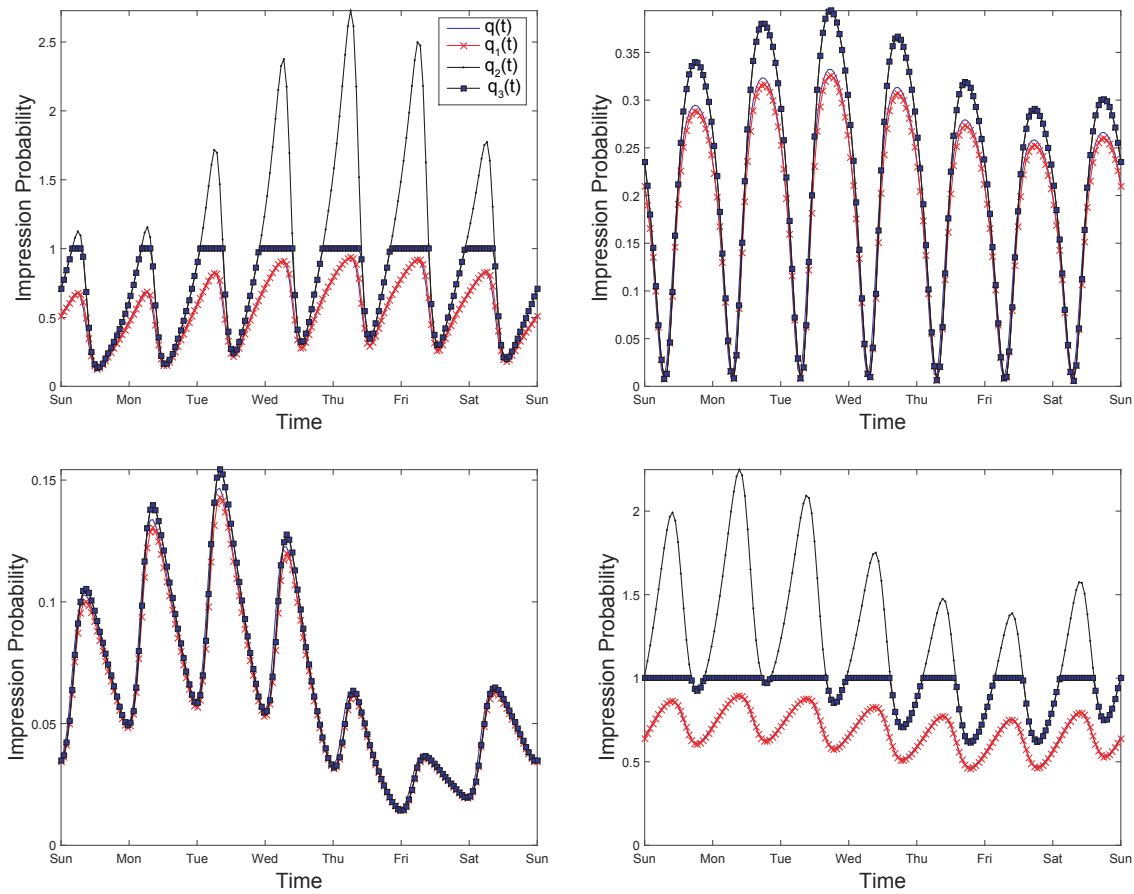 Impression Probability
2.5
2
1.5
1
0.5
0
Sun Mon Tue Wed Thu Fri Sat Sun
Time
q(t)
q1(t)
q2(t)
q3(t)
Impression Probability
0.35
0.3
0.25
0.2
0.15
0.1
0.05
0
Sun Mon Tue Wed Thu Fri Sat Sun
Time
Impression Probability
0.15
0.1
0.05
0
Sun Mon Tue Wed Thu Fri Sat Sun
Time
Impression Probability
2
1.5
1
0.5
0
Sun Mon Tue Wed Thu Fri Sat Sun
Time